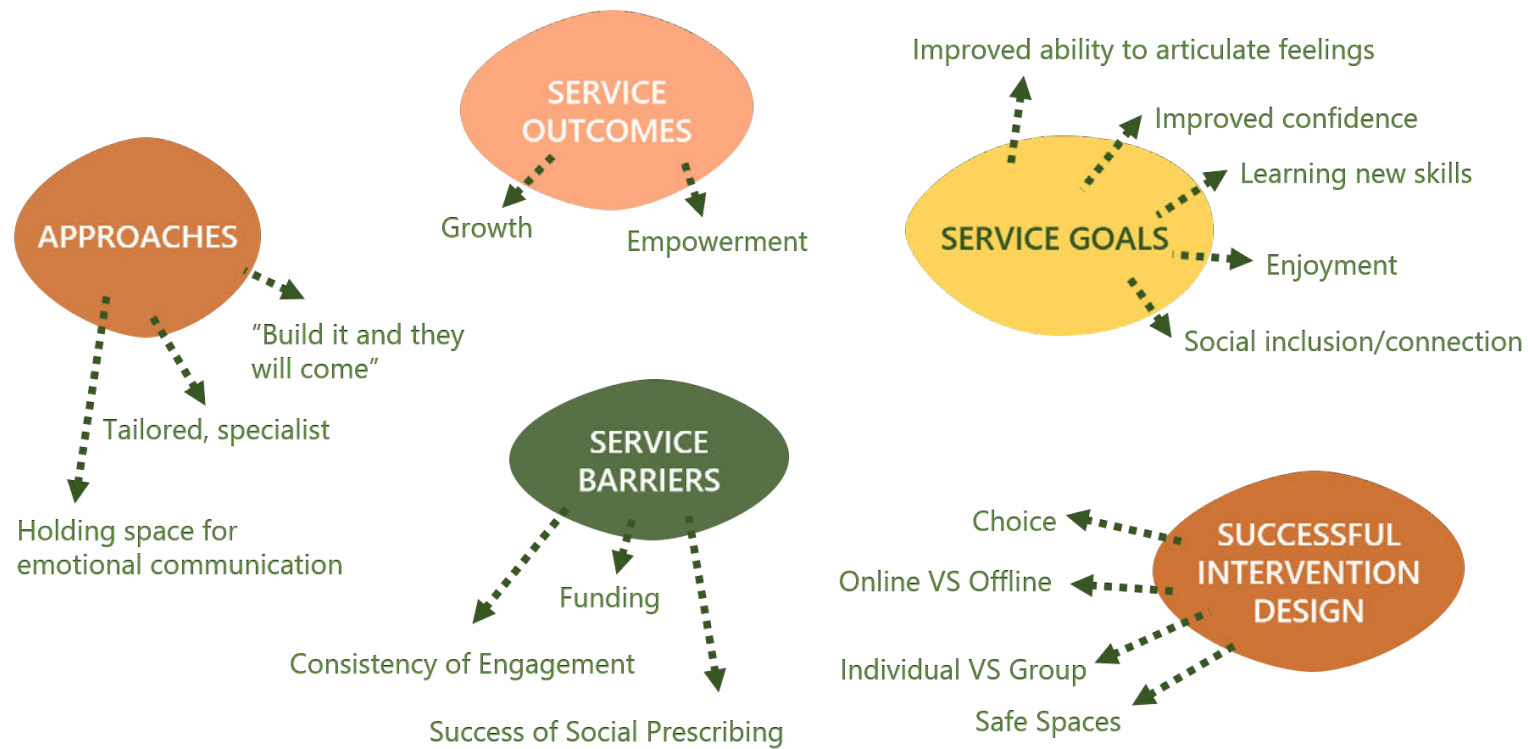 APPROACHES
"Build it and they
will come"
Tailored, specialist
Holding space for
emotional communication
SERVICE
OUTCOMES
Growth
Empowerment
SERVICE GOALS
Improved ability to articulate feelings
Improved confidence
Learning new skills
Enjoyment
Social inclusion/connection
SERVICE
BARRIERS
Funding
Consistency of Engagement
Success of Social Prescribing
SUCCESSFUL
INTERVENTION
DESIGN
Choice
Online VS Offline
Individual VS Group
Safe Spaces